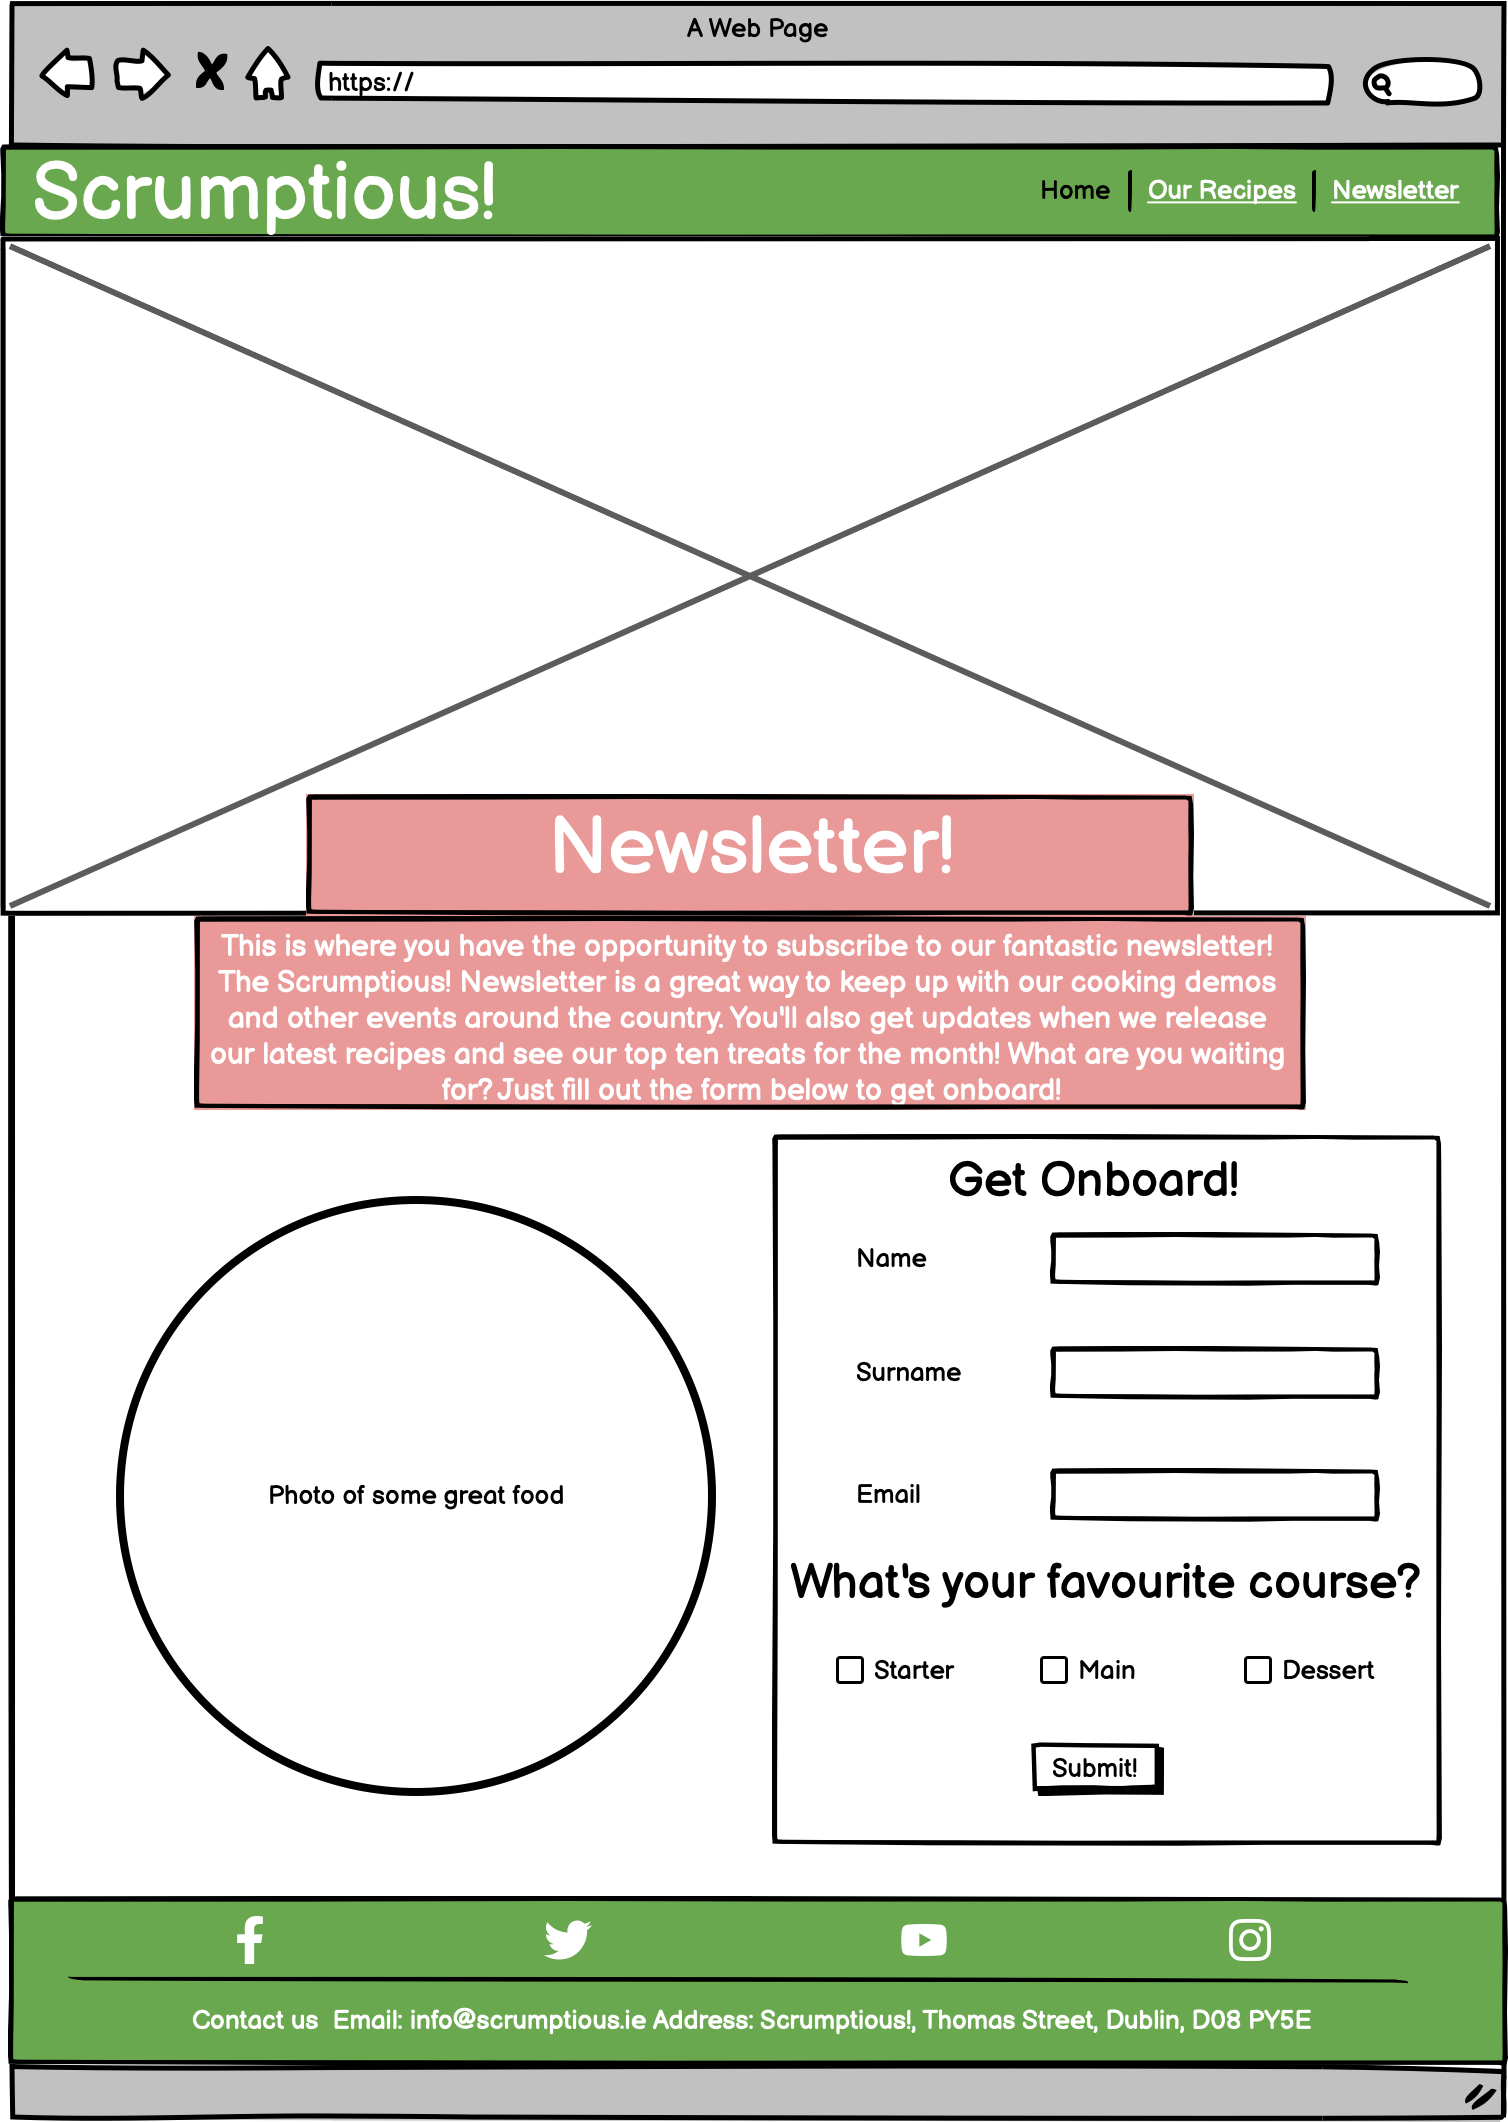 A Web Page
https://
Scrumptious!
Home
Our Recipes
Newsletter
Newsletter!
This is where you have the opportunity to subscribe to our fantastic newsletter!
The Scrumptious! Newsletter is a great way to keep up with our cooking demos
and other events around the country. You'll also get updates when we release
our latest recipes and see our top ten treats for the month! What are you waiting
for? Just fill out the form below to get onboard!
Photo of some great food
Get Onboard!
Name
Surname
Email
What's your favourite course?
Starter
Main
Dessert
Submit!
Contact us  Email: info@scrumptious.ie Address: Scrumptious!, Thomas Street, Dublin, D08 PY5E